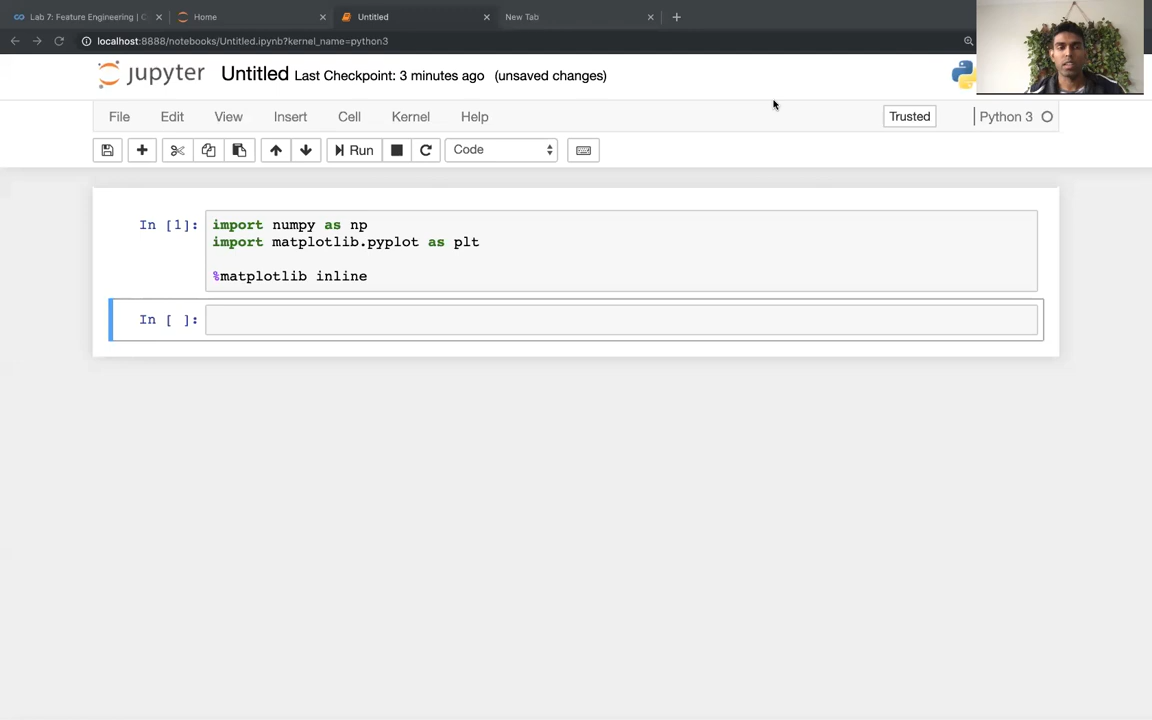 Lab 7: Feature Engineering | C
Home
Untitled
New Tab
localhost:8888/notebooks/Untitled.ipynb?kernel_name=python3
jupyter Untitled Last Checkpoint: 3 minutes ago (unsaved changes)
File Edit View Insert Cell Kernel Help Trusted Python 3
Run Code
In [1]: import numpy as np
import matplotlib.pyplot as plt
%matplotlib inline
In [ ]: